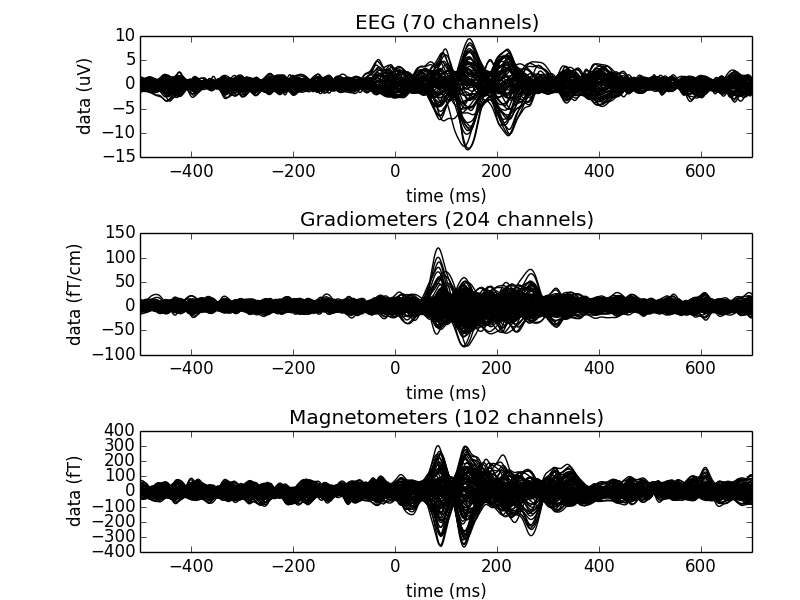 EEG (70 channels)
10
5
0
−5
−10
−15
data (uV)
−400 −200 0 200 400 600
time (ms)
Gradiometers (204 channels)
150
100
50
0
−50
−100
data (fT/cm)
−400 −200 0 200 400 600
time (ms)
Magnetometers (102 channels)
400
300
200
100
0
−100
−200
−300
−400
data (fT)
−400 −200 0 200 400 600
time (ms)